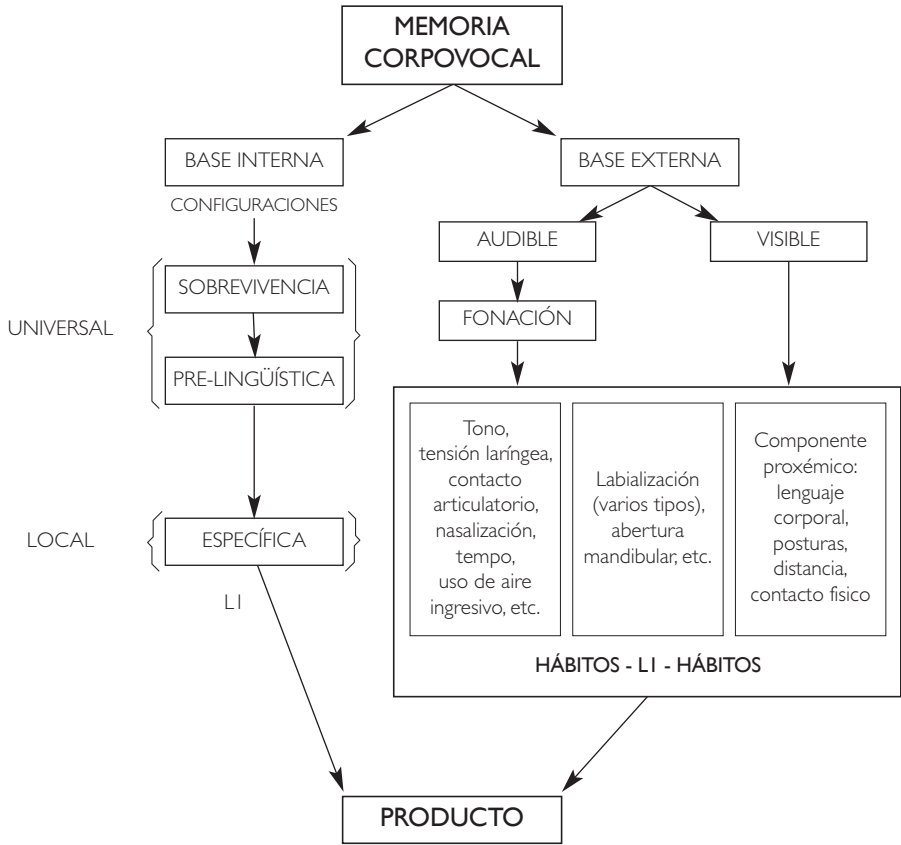 MEMORIA
CORPOVOCAL
BASE INTERNA
BASE EXTERNA
CONFIGURACIONES
AUDIBLE
VISIBLE
SOBREVIVENCIA
FONACIÓN
UNIVERSAL
PRE-LINGÜÍSTICA
Tono,
tensión laríngea,
contacto
articulatorio,
nasalización,
tempo,
uso de aire
ingresivo, etc.
Labialización
(varios tipos),
abertura
mandibular, etc.
Componente
proxémico:
lenguaje
corporal,
posturas,
distancia,
contacto fisico
LOCAL
ESPECÍFICA
L1
HÁBITOS - L1 - HÁBITOS
PRODUCTO